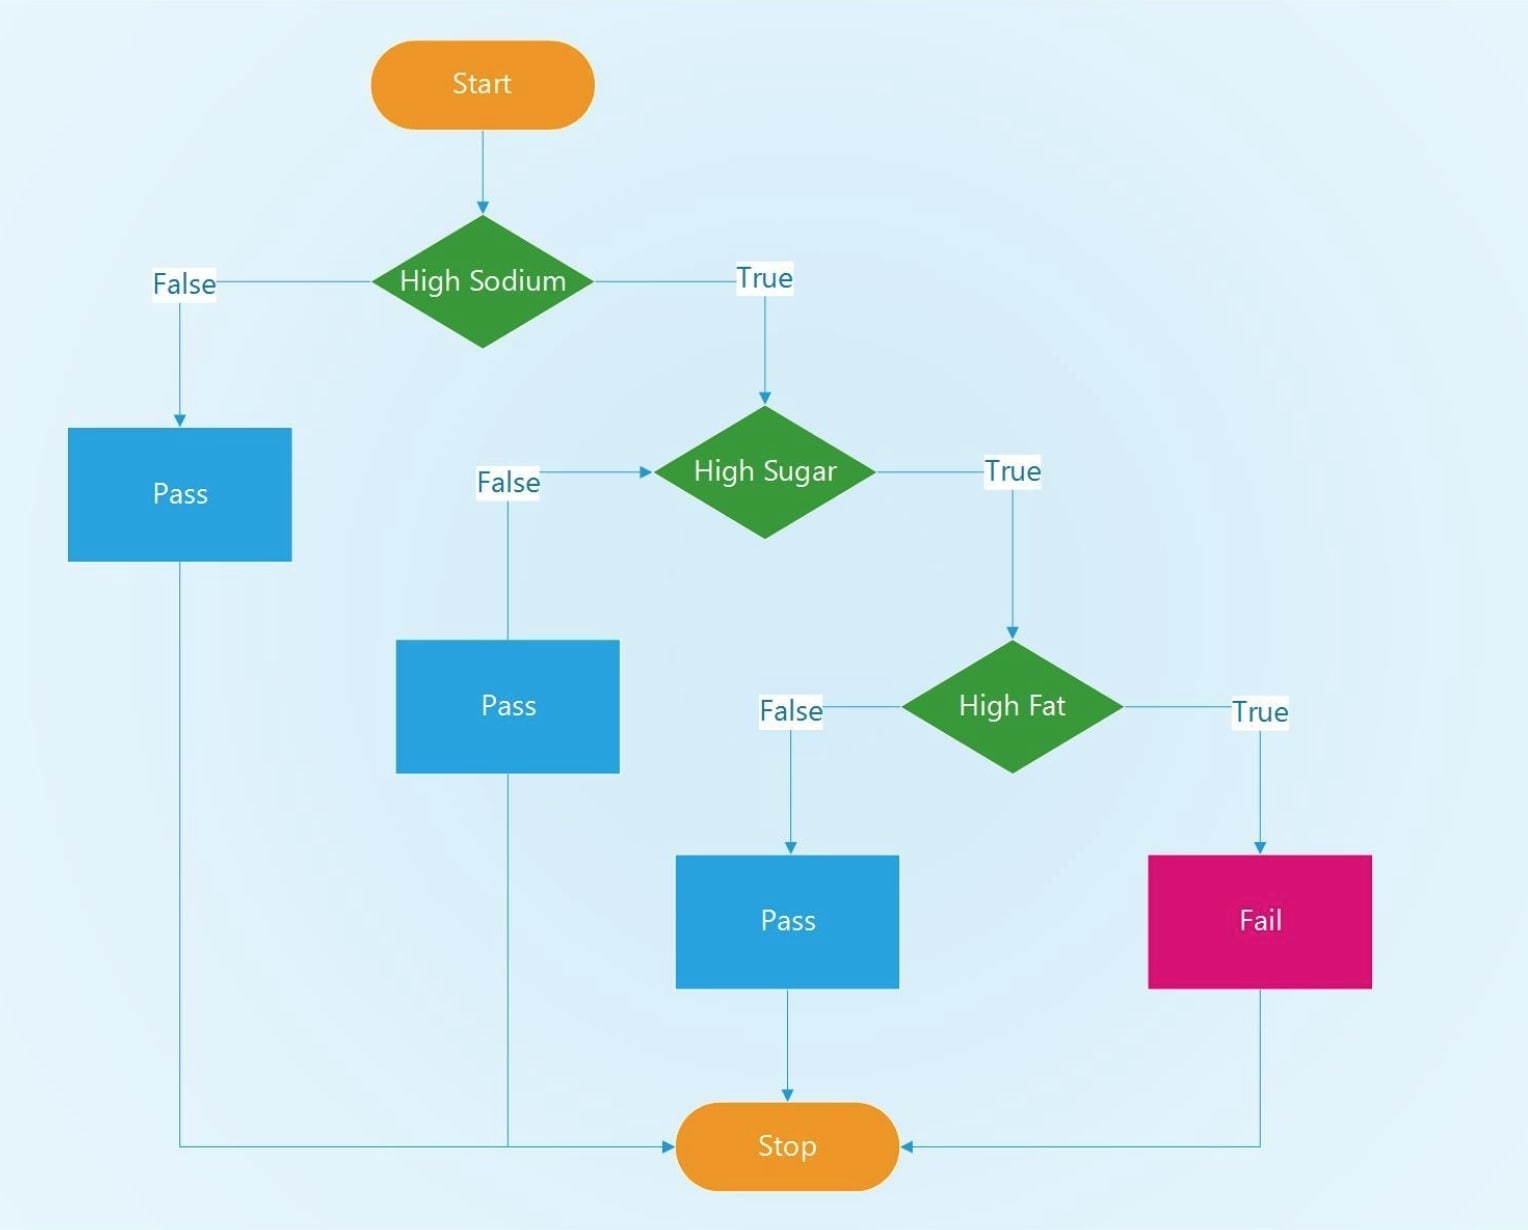 Start
High Sodium
False
True
Pass
High Sugar
False
True
Pass
High Fat
False
True
Pass
Fail
Stop